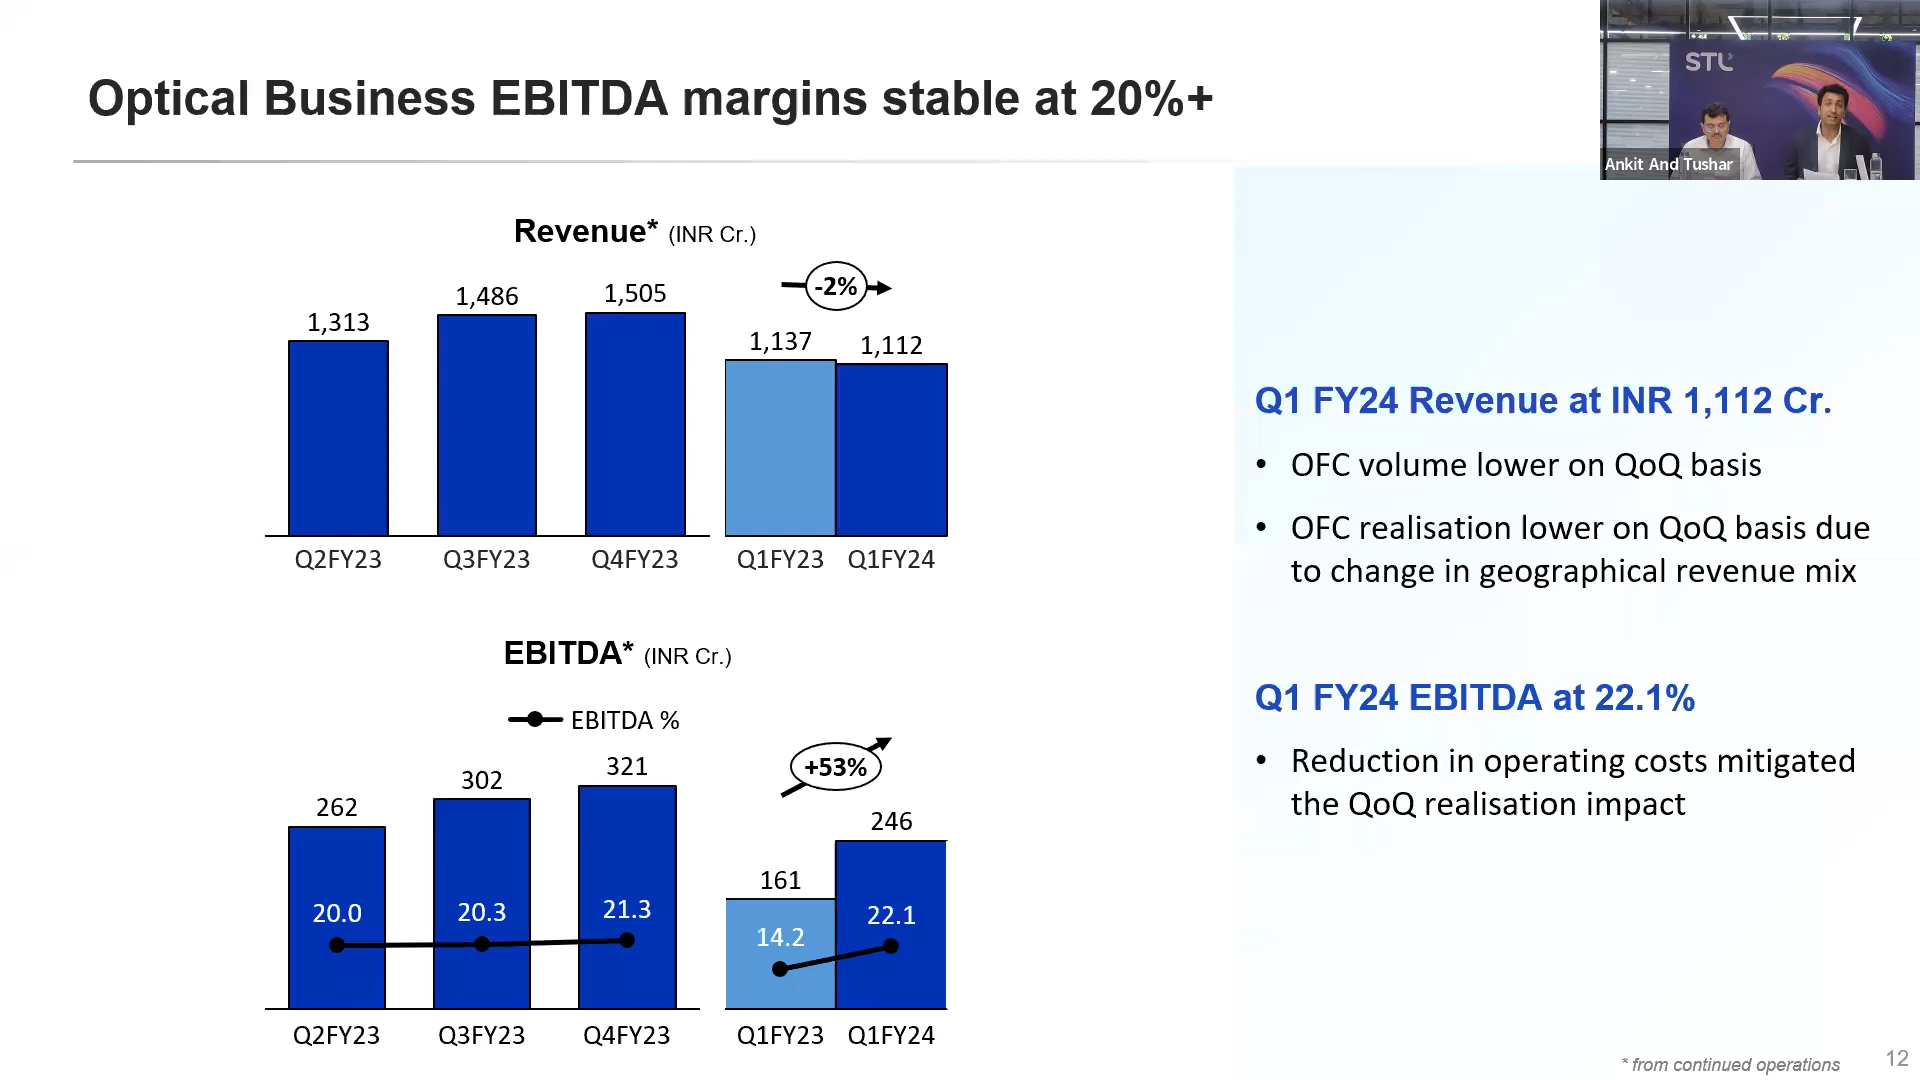 Optical Business EBITDA margins stable at 20%+
STL
Ankit And Tushar
Revenue* (INR Cr.)
-2%
1,313
1,486
1,505
1,137
1,112
Q2FY23
Q3FY23
Q4FY23
Q1FY23
Q1FY24
EBITDA* (INR Cr.)
EBITDA %
+53%
262
302
321
161
246
20.0
20.3
21.3
14.2
22.1
Q2FY23
Q3FY23
Q4FY23
Q1FY23
Q1FY24
Q1 FY24 Revenue at INR 1,112 Cr.
• OFC volume lower on QoQ basis
• OFC realisation lower on QoQ basis due
to change in geographical revenue mix
Q1 FY24 EBITDA at 22.1%
• Reduction in operating costs mitigated
the QoQ realisation impact
* from continued operations
12